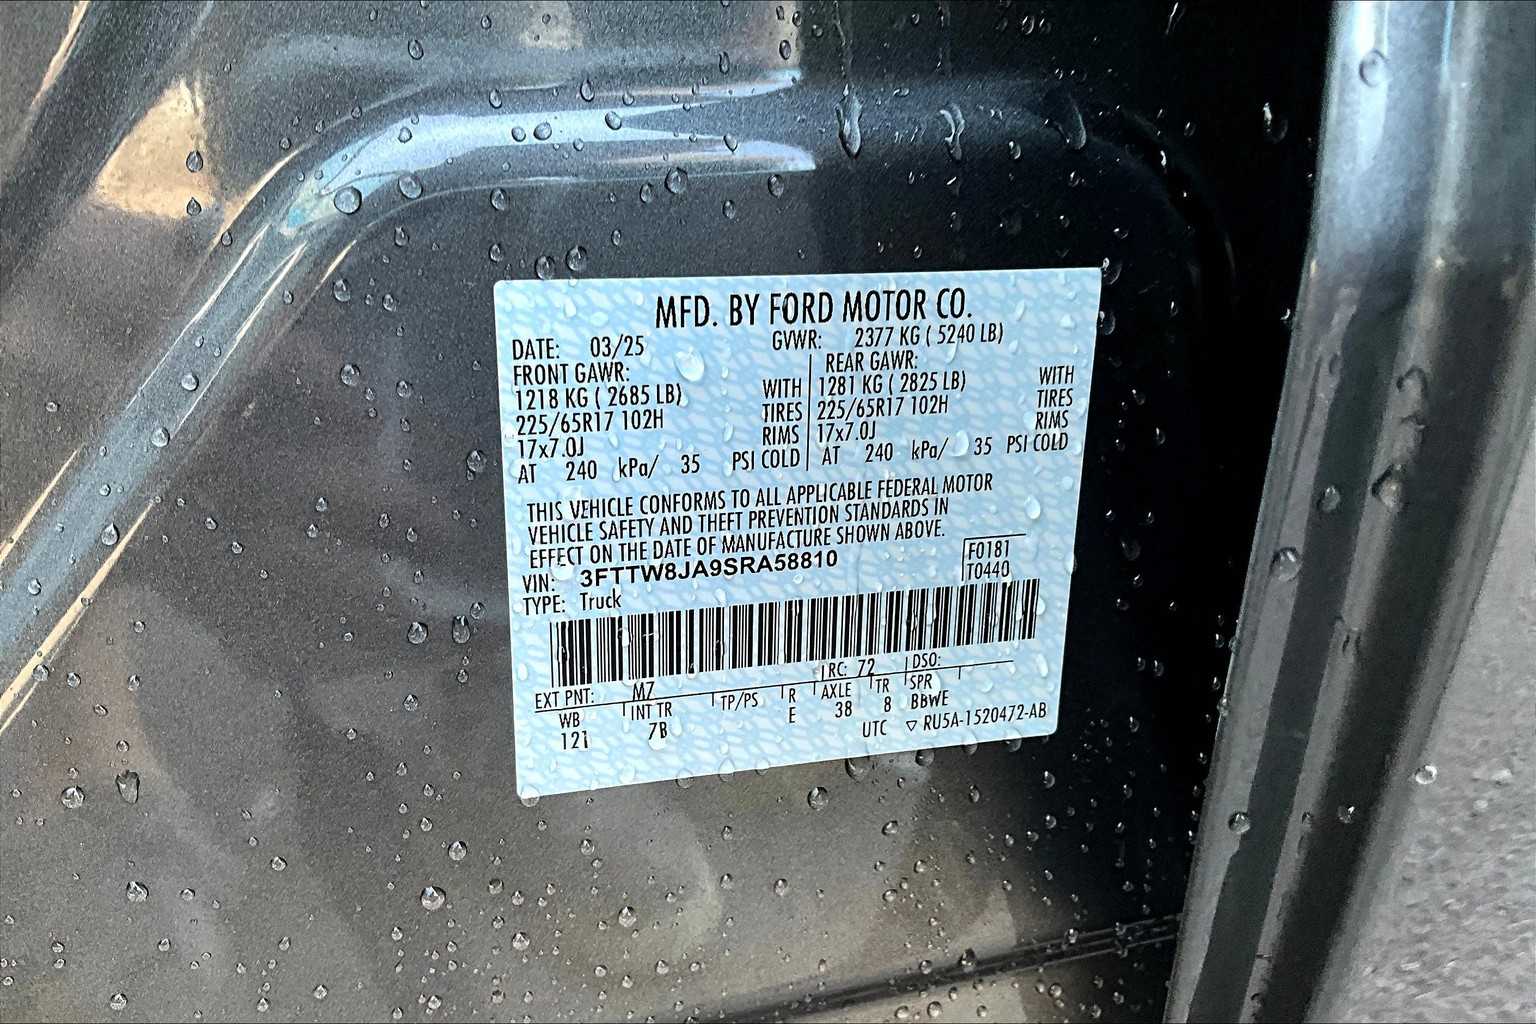 MFD. BY FORD MOTOR CO.
DATE: 03/25 GVWR: 2377 KG ( 5240 LB)
FRONT GAWR: REAR GAWR:
1218 KG ( 2685 LB) WITH 1281 KG ( 2825 LB) WITH
225/65R17 102H TIRES 225/65R17 102H TIRES
17x7.0J RIMS 17x7.0J RIMS
AT 240 kPa/ 35 PSI COLD AT 240 kPa/ 35 PSI COLD
THIS VEHICLE CONFORMS TO ALL APPLICABLE FEDERAL MOTOR
VEHICLE SAFETY AND THEFT PREVENTION STANDARDS IN
EFFECT ON THE DATE OF MANUFACTURE SHOWN ABOVE.
VIN: 3FTTW8JA9SRA58810 F0181
TYPE: Truck T0440
EXT PNT: M7 RC: 72 DSO:
WB INT TR TP/PS R AXLE TR SPR
121 7B E 38 8 BBWE
UTC ▽ RU5A-1520472-AB